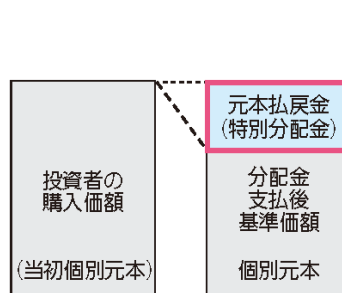 投資者の
購入価額
(当初個別元本)
元本払戻金
(特別分配金)
分配金
支払後
基準価額
個別元本